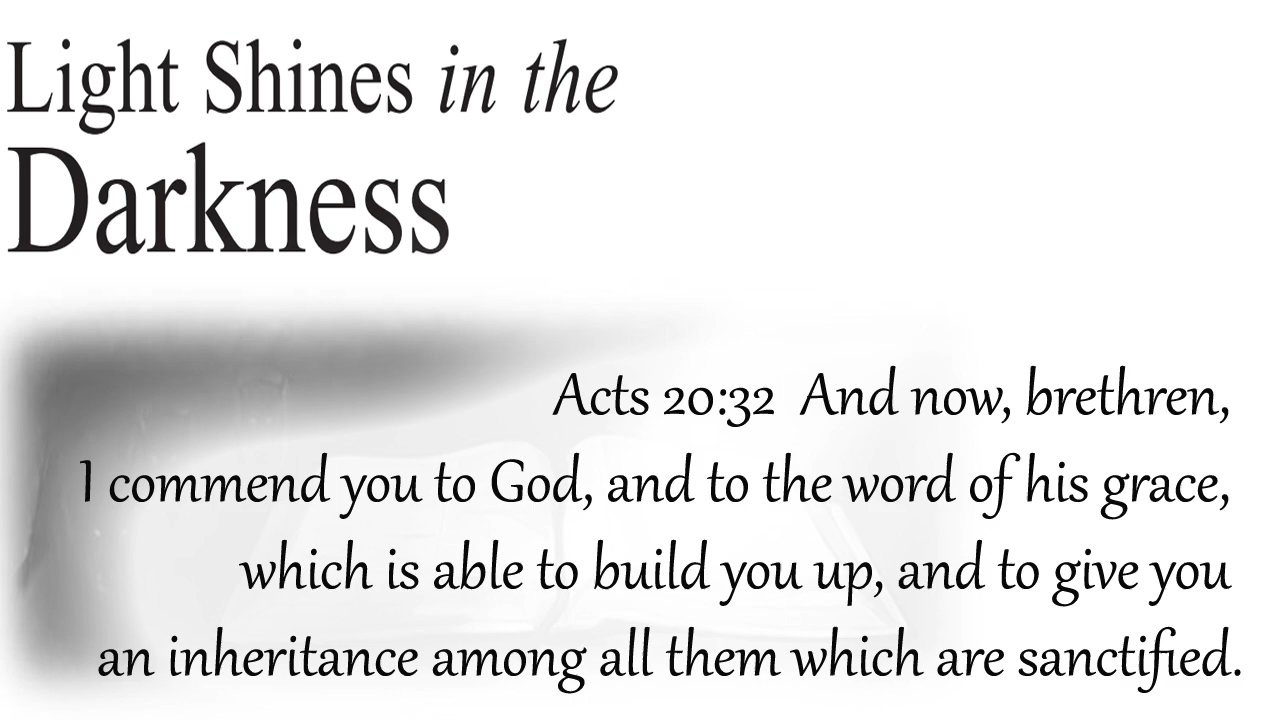 Light Shines in the
Darkness
Acts 20:32  And now, brethren,
I commend you to God, and to the word of his grace,
which is able to build you up, and to give you
an inheritance among all them which are sanctified.